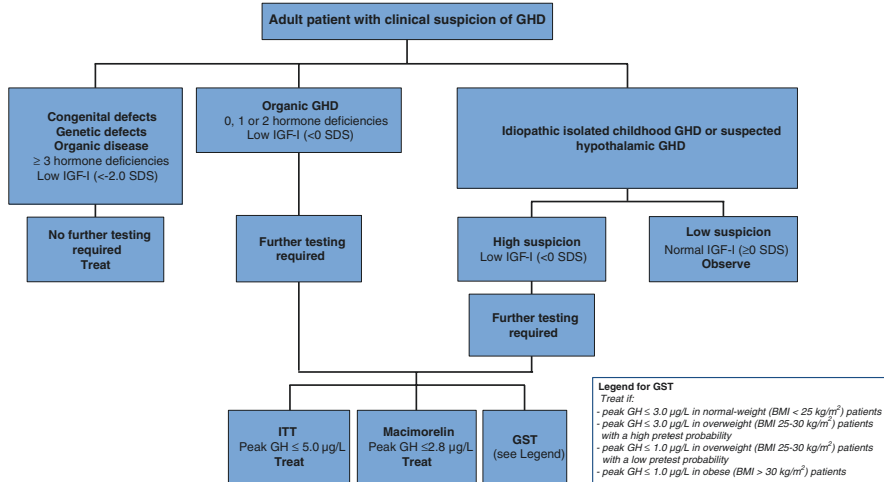 Adult patient with clinical suspicion of GHD
Congenital defects
Genetic defects
Organic disease
≥ 3 hormone deficiencies
Low IGF-I (<-2.0 SDS)
Organic GHD
0, 1 or 2 hormone deficiencies
Low IGF-I (<0 SDS)
Idiopathic isolated childhood GHD or suspected
hypothalamic GHD
No further testing
required
Treat
Further testing
required
High suspicion
Low IGF-I (<0 SDS)
Low suspicion
Normal IGF-I (≥0 SDS)
Observe
Further testing
required
ITT
Peak GH ≤ 5.0 µg/L
Treat
Macimorelin
Peak GH ≤2.8 µg/L
Treat
GST
(see Legend)
Legend for GST
Treat if:
- peak GH ≤ 3.0 µg/L in normal-weight (BMI < 25 kg/m²) patients
- peak GH ≤ 3.0 µg/L in overweight (BMI 25-30 kg/m²) patients
with a high pretest probability
- peak GH ≤ 1.0 µg/L in overweight (BMI 25-30 kg/m²) patients
with a low pretest probability
- peak GH ≤ 1.0 µg/L in obese (BMI > 30 kg/m²) patients